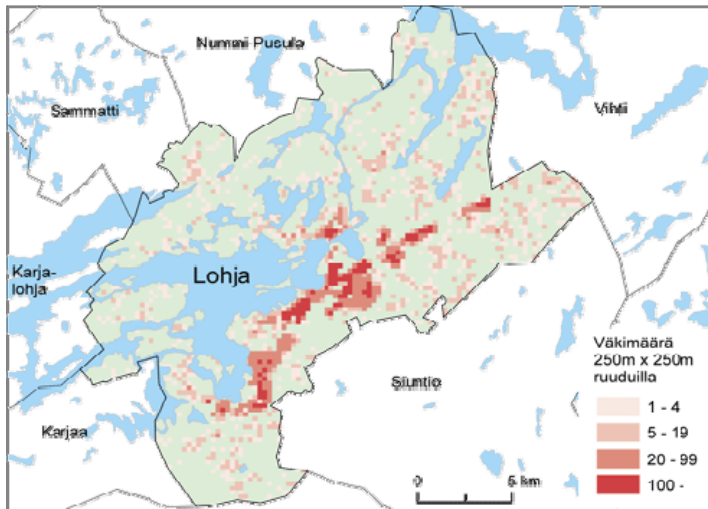 Nummi Pusula
Sammatti
Vihti
Karja-
lohja
Lohja
Siuntio
Karjaa
Väkimäärä
250m x 250m
ruuduilla
1 - 4
5 - 19
20 - 99
100 -
0 5 km